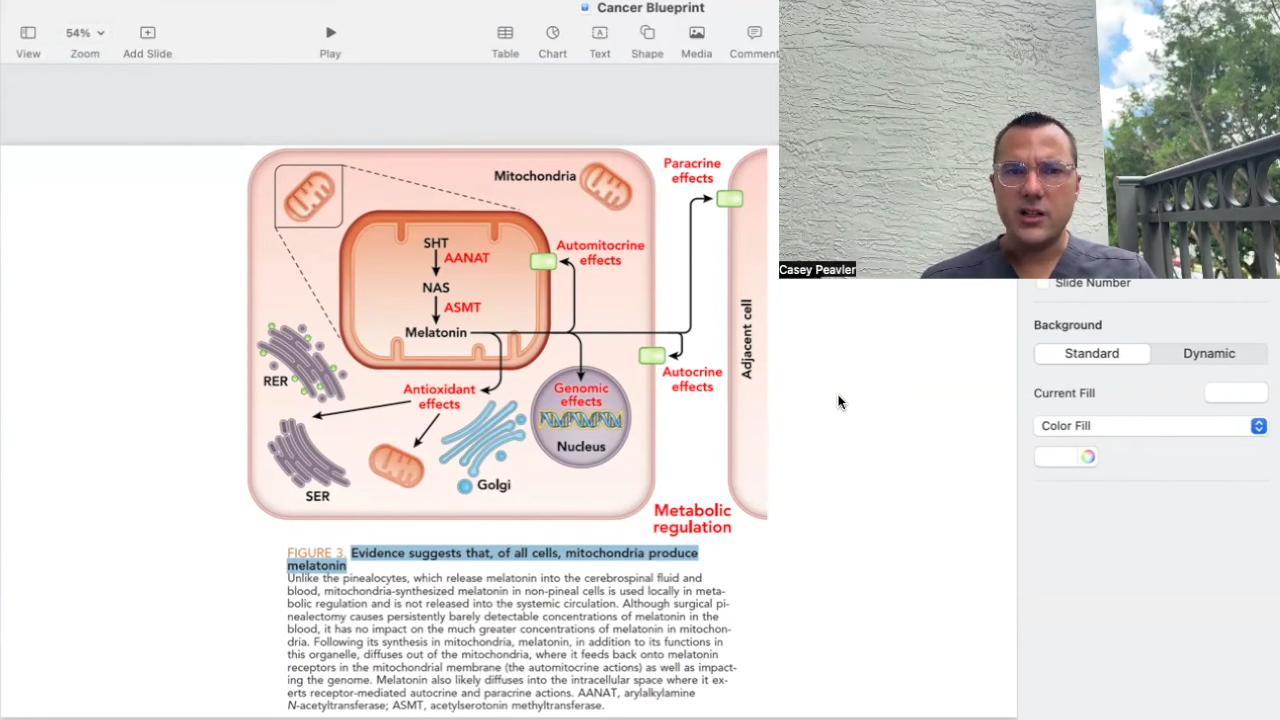 Cancer Blueprint
54%
View
Zoom
Add Slide
Play
Table
Chart
Text
Shape
Media
Comment
Casey Peavler
Slide Number
Background
Standard
Dynamic
Current Fill
Color Fill
Mitochondria
Paracrine
effects
SHT
AANAT
Automitocrine
effects
NAS
ASMT
Melatonin
Adjacent cell
RER
Antioxidant
effects
Genomic
effects
Autocrine
effects
Nucleus
SER
Golgi
Metabolic
regulation
FIGURE 3. Evidence suggests that, of all cells, mitochondria produce
melatonin
Unlike the pinealocytes, which release melatonin into the cerebrospinal fluid and
blood, mitochondria-synthesized melatonin in non-pineal cells is used locally in meta-
bolic regulation and is not released into the systemic circulation. Although surgical pi-
nealectomy causes persistently barely detectable concentrations of melatonin in the
blood, it has no impact on the much greater concentrations of melatonin in mitochon-
dria. Following its synthesis in mitochondria, melatonin, in addition to its functions in
this organelle, diffuses out of the mitochondria, where it feeds back onto melatonin
receptors in the mitochondrial membrane (the automitocrine actions) as well as impact-
ing the genome. Melatonin also likely diffuses into the intracellular space where it ex-
erts receptor-mediated autocrine and paracrine actions. AANAT, arylalkylamine
N-acetyltransferase; ASMT, acetylserotonin methyltransferase.